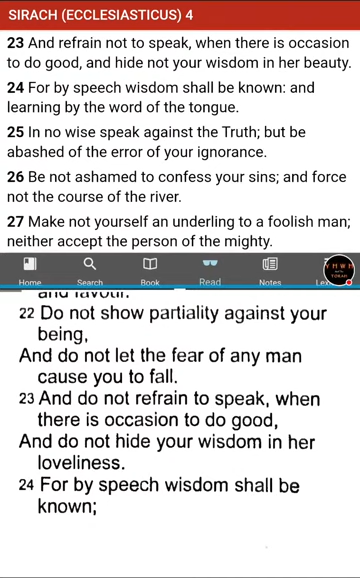 SIRACH (ECCLESIASTICUS) 4
23 And refrain not to speak, when there is occasion
to do good, and hide not your wisdom in her beauty.
24 For by speech wisdom shall be known: and
learning by the word of the tongue.
25 In no wise speak against the Truth; but be
abashed of the error of your ignorance.
26 Be not ashamed to confess your sins; and force
not the course of the river.
27 Make not yourself an underling to a foolish man;
neither accept the person of the mighty.
Home Search Book Read Notes
and favour.
22 Do not show partiality against your
being,
And do not let the fear of any man
cause you to fall.
23 And do not refrain to speak, when
there is occasion to do good,
And do not hide your wisdom in her
loveliness.
24 For by speech wisdom shall be
known;